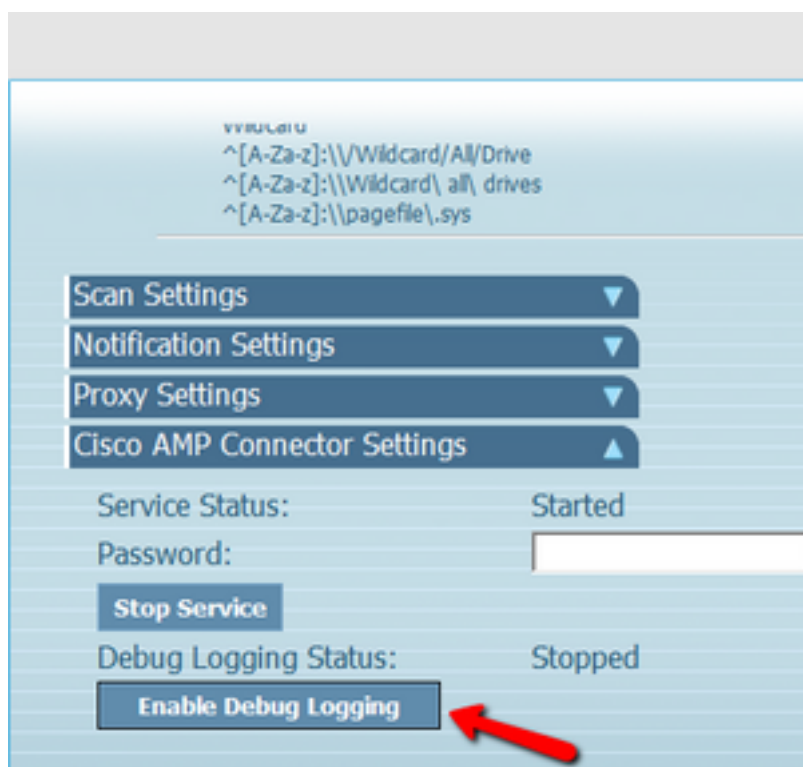 ^[A-Za-z]:\\/Wildcard/All/Drive
^[A-Za-z]:\\Wildcard\ all\ drives
^[A-Za-z]:\\pagefile\.sys
Scan Settings
Notification Settings
Proxy Settings
Cisco AMP Connector Settings
Service Status: Started
Password:
Stop Service
Debug Logging Status: Stopped
Enable Debug Logging